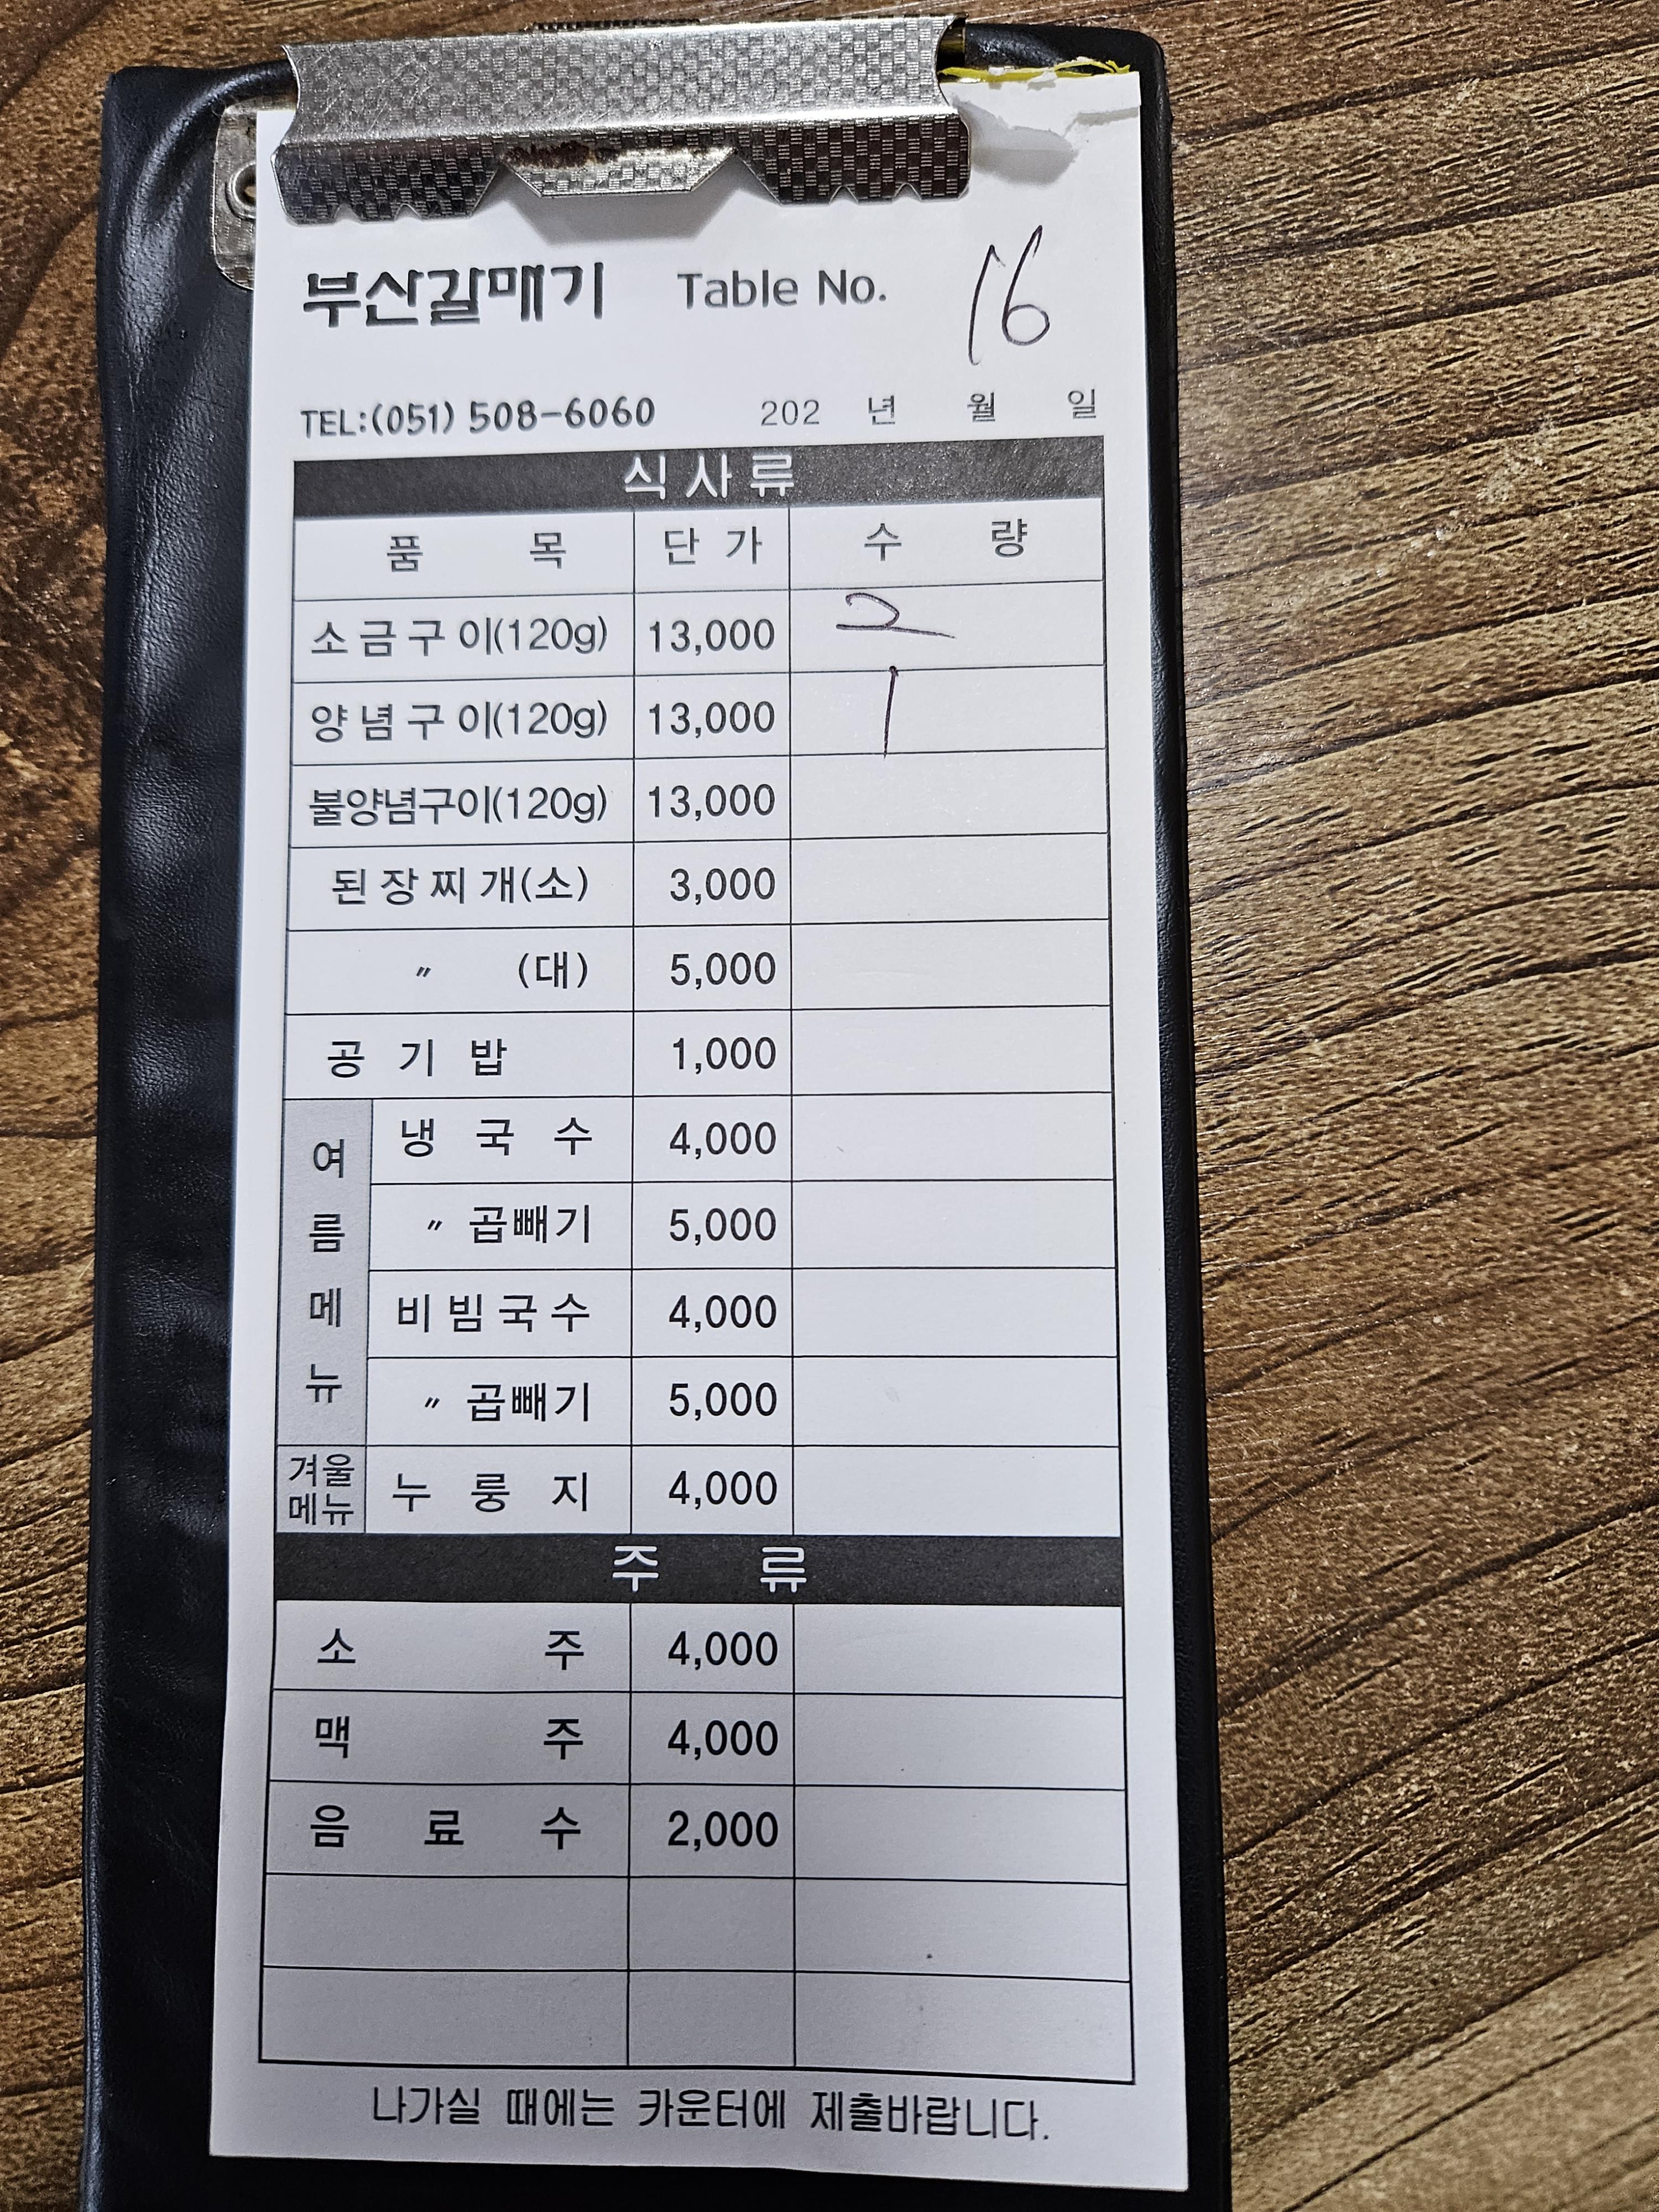 부산갈매기 Table No. 16
TEL:(051) 508-6060 202 년 월 일
식사류
품 목 단 가 수 량
소금구이(120g) 13,000 2
양념구이(120g) 13,000 1
불양념구이(120g) 13,000
된장찌개(소) 3,000
〃 (대) 5,000
공 기 밥 1,000
여름메뉴
냉 국 수 4,000
〃 곱빼기 5,000
비빔국수 4,000
〃 곱빼기 5,000
겨울메뉴 누 룽 지 4,000
주 류
소 주 4,000
맥 주 4,000
음 료 수 2,000
나가실 때에는 카운터에 제출바랍니다.